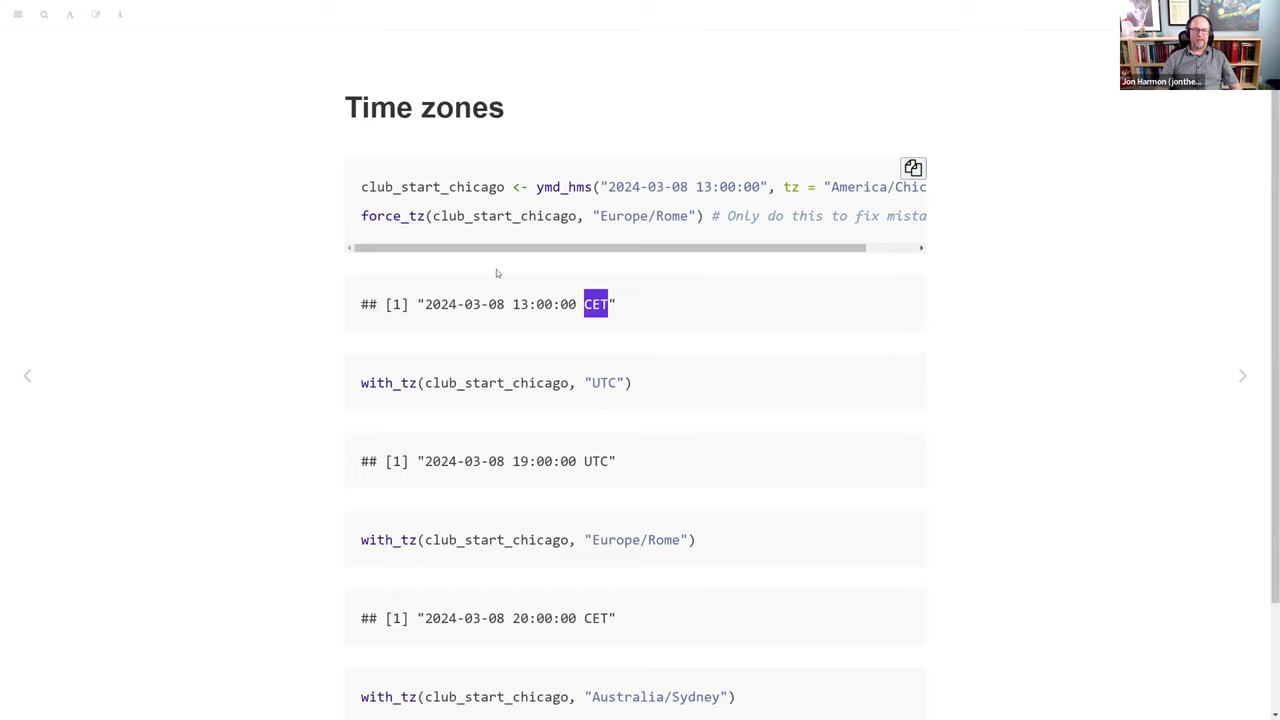 Jon Harmon (jonthe...
Time zones
club_start_chicago <- ymd_hms("2024-03-08 13:00:00", tz = "America/Chic
force_tz(club_start_chicago, "Europe/Rome") # Only do this to fix mista
## [1] "2024-03-08 13:00:00 CET"
with_tz(club_start_chicago, "UTC")
## [1] "2024-03-08 19:00:00 UTC"
with_tz(club_start_chicago, "Europe/Rome")
## [1] "2024-03-08 20:00:00 CET"
with_tz(club_start_chicago, "Australia/Sydney")